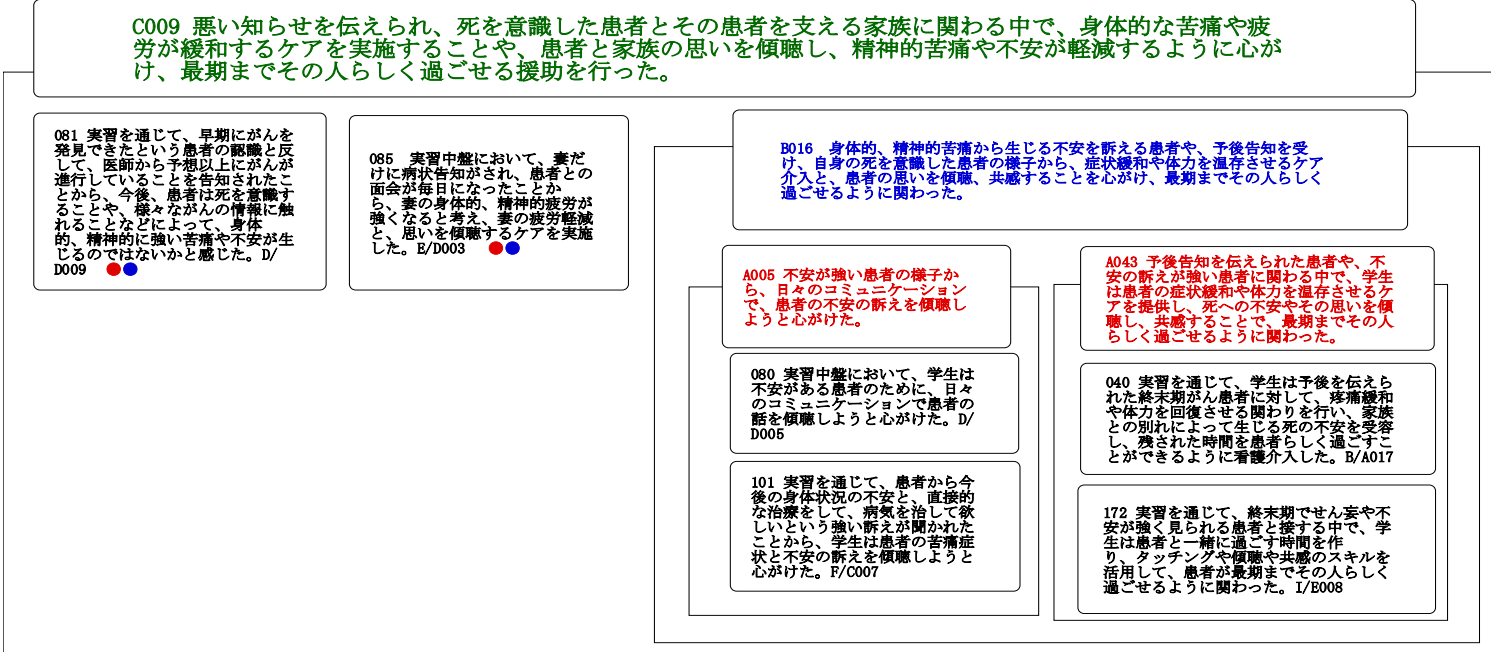 C009 悪い知らせを伝えられ、死を意識した患者とその患者を支える家族に関わる中で、身体的な苦痛や疲
労が緩和するケアを実施することや、患者と家族の思いを傾聴し、精神的苦痛や不安が軽減するように心が
け、最期までその人らしく過ごせる援助を行った。
081 実習を通じて、早期にがんを
発見できたという患者の認識と反
して、医師から予想以上にがんが
進行していることを告知されたこ
とから、今後、患者は死を意識す
ることや、様々ながんの情報に触
れることなどによって、身体
的、精神的に強い苦痛や不安が生
じるのではないかと感じた。D/
D009
085 実習中盤において、妻だ
けに病状告知がされ、患者との
面会が毎日になったことか
ら、妻の身体的、精神的疲労が
強くなると考え、妻の疲労軽減
と、思いを傾聴するケアを実施
した。E/D003
B016 身体的、精神的苦痛から生じる不安を訴える患者や、予後告知を受
け、自身の死を意識した患者の様子から、症状緩和や体力を温存させるケア
介入と、患者の思いを傾聴、共感することを心がけ、最期までその人らしく
過ごせるように関わった。
A005 不安が強い患者の様子か
ら、日々のコミュニケーション
で、患者の不安の訴えを傾聴し
ようと心がけた。
080 実習中盤において、学生は
不安がある患者のために、日々
のコミュニケーションで患者の
話を傾聴しようと心がけた。D/
D005
101 実習を通じて、患者から今
後の身体状況の不安と、直接的
な治療をして、病気を治して欲
しいという強い訴えが聞かれた
ことから、学生は患者の苦痛症
状と不安の訴えを傾聴しようと
心がけた。F/C007
A043 予後告知を伝えられた患者や、不
安の訴えが強い患者に関わる中で、学生
は患者の症状緩和や体力を温存させるケ
アを提供し、死への不安やその思いを傾
聴し、共感することで、最期までその人
らしく過ごせるように関わった。
040 実習を通じて、学生は予後を伝えら
れた終末期がん患者に対して、疼痛緩和
や体力を回復させる関わりを行い、家族
との別れによって生じる死の不安を受容
し、残された時間を患者らしく過ごすこ
とができるように看護介入した。B/A017
172 実習を通じて、終末期でせん妄や不
安が強く見られる患者と接する中で、学
生は患者と一緒に過ごす時間を作
り、タッチングや傾聴や共感のスキルを
活用して、患者が最期までその人らしく
過ごせるように関わった。I/E008